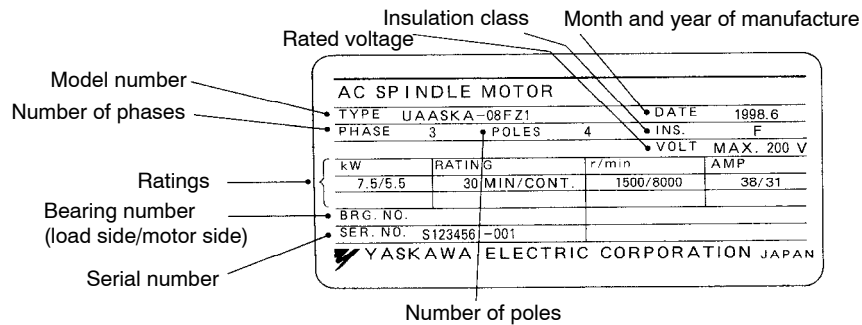 Insulation class
Month and year of manufacture
Rated voltage
Model number
Number of phases
Ratings
Bearing number
(load side/motor side)
Serial number
Number of poles
AC SPINDLE MOTOR
TYPE UAASKA-08FZ1 DATE 1998.6
PHASE 3 POLES 4 INS. F
VOLT MAX. 200 V
kW RATING r/min AMP
7.5/5.5 30 MIN/CONT. 1500/8000 38/31
BRG. NO.
SER. NO. S123456-001
YASKAWA ELECTRIC CORPORATION JAPAN